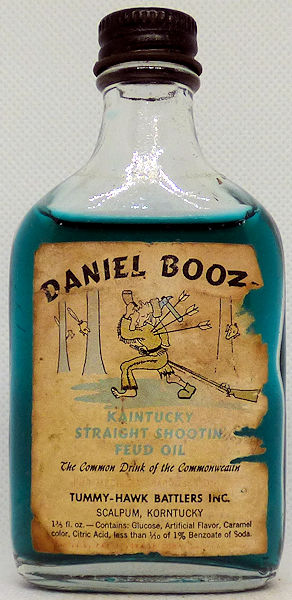 DANIEL BOOZ
KAINTUCKY
STRAIGHT SHOOTIN
FEUD OIL
The Common Drink of the Commonwealth
TUMMY-HAWK BATTLERS INC.
SCALPUM, KORNTUCKY
1⅗ fl. oz. — Contains: Glucose, Artificial Flavor, Caramel
color, Citric Acid, less than 1/10 of 1% Benzoate of Soda.